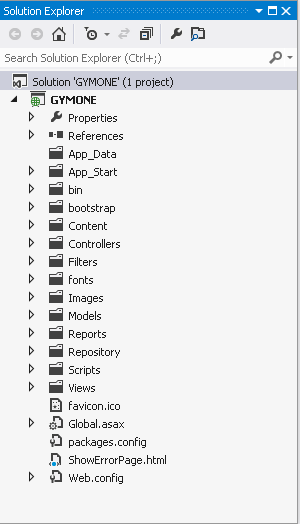 Solution Explorer
Search Solution Explorer (Ctrl+;)
Solution 'GYMONE' (1 project)
GYMONE
Properties
References
App_Data
App_Start
bin
bootstrap
Content
Controllers
Filters
fonts
Images
Models
Reports
Repository
Scripts
Views
favicon.ico
Global.asax
packages.config
ShowErrorPage.html
Web.config